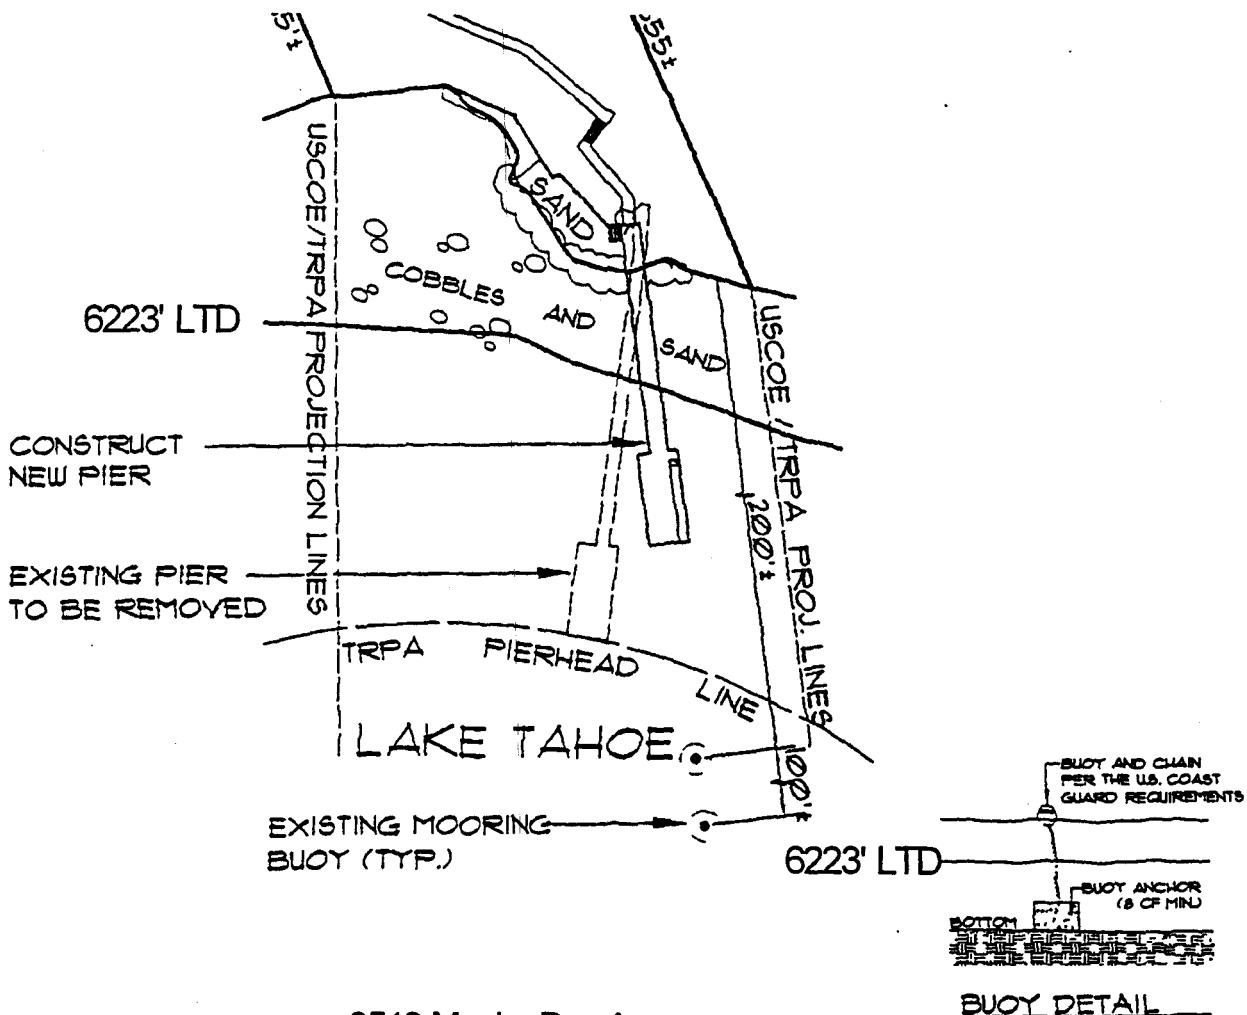 5'±
55±
USCOE/TRPA PROJECTION LINES
SAND
COBBLES
AND
SAND
6223' LTD
USCOE / TRPA PROJ. LINES
CONSTRUCT
NEW PIER
200'±
EXISTING PIER
TO BE REMOVED
TRPA PIERHEAD LINE
LAKE TAHOE
100'±
EXISTING MOORING
BUOY (TYP.)
BUOY AND CHAIN
PER THE U.S. COAST
GUARD REQUIREMENTS
6223' LTD
BUOY ANCHOR
(8 CF MIN.)
BOTTOM
BUOY DETAIL